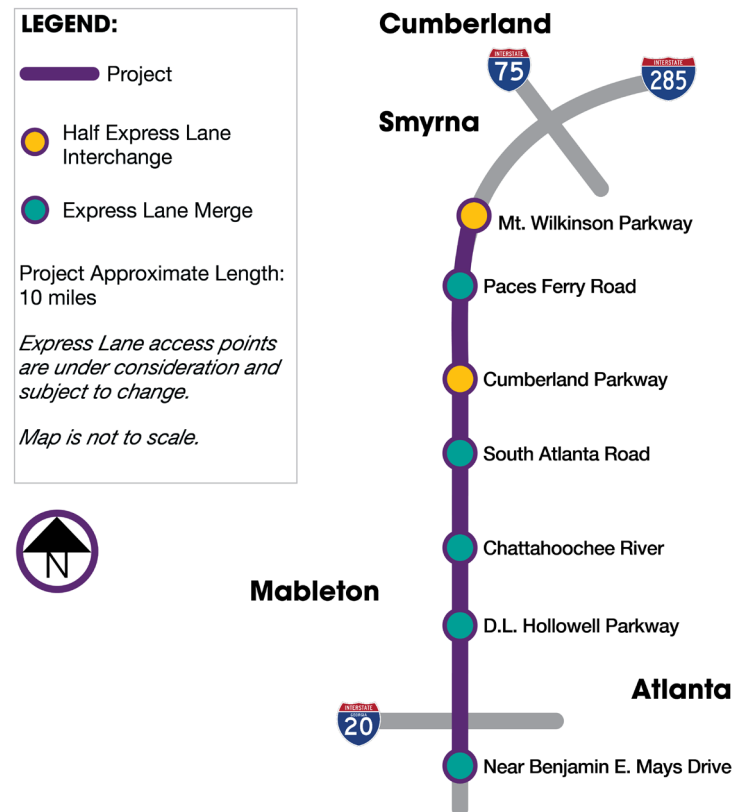 LEGEND:
Project
Half Express Lane
Interchange
Express Lane Merge
Project Approximate Length:
10 miles
Express Lane access points
are under consideration and
subject to change.
Map is not to scale.
N
Cumberland
INTERSTATE
75
INTERSTATE
285
Smyrna
Mt. Wilkinson Parkway
Paces Ferry Road
Cumberland Parkway
South Atlanta Road
Chattahoochee River
Mableton
D.L. Hollowell Parkway
Atlanta
INTERSTATE
GEORGIA
20
Near Benjamin E. Mays Drive